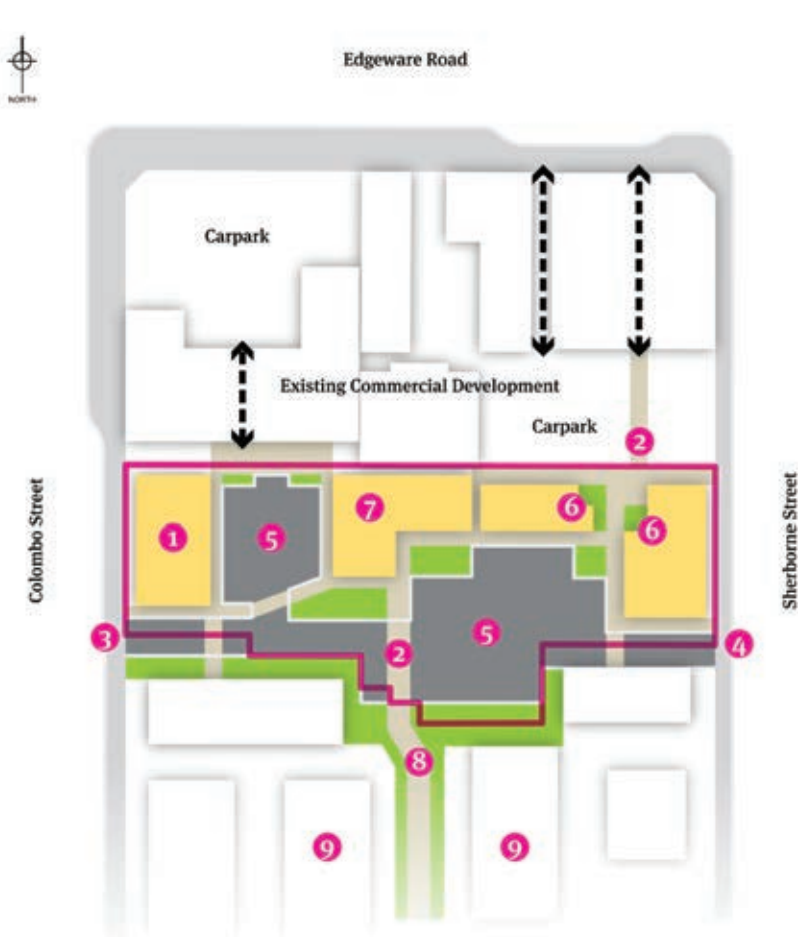 Edgeware Road
NORTH
Carpark
Existing Commercial Development
Carpark
2
Colombo Street
Sherborne Street
1
5
7
6
6
3
5
2
4
8
9
9